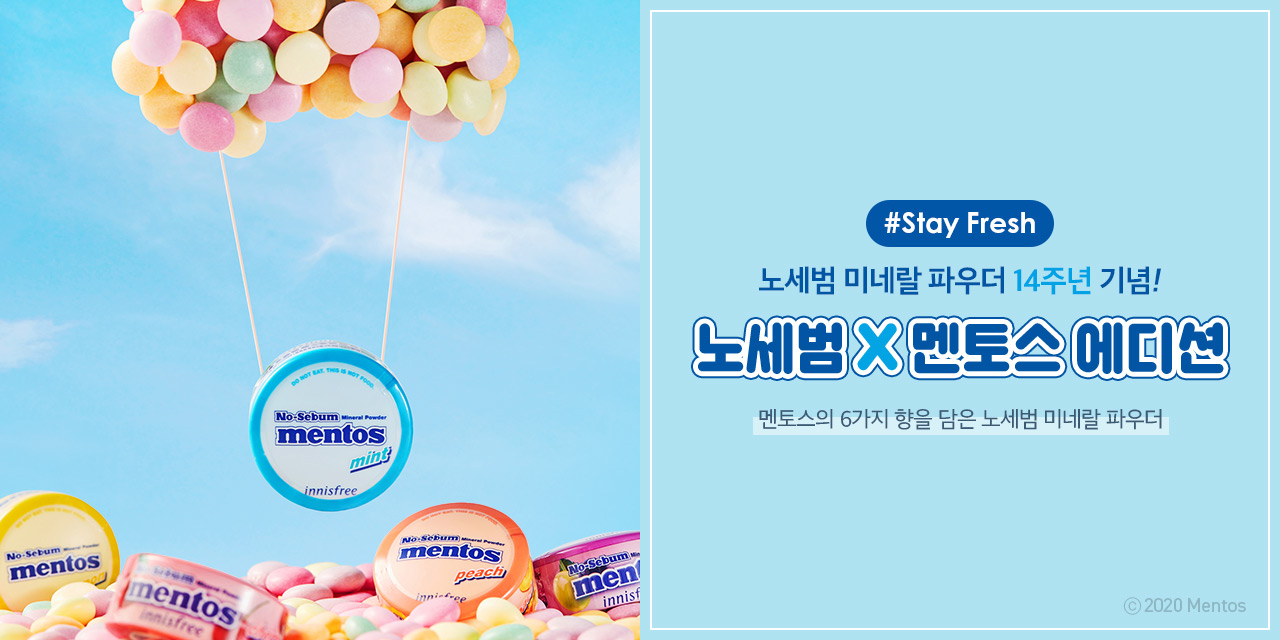 DO NOT EAT. THIS IS NOT FOOD.
No-Sebum Mineral Powder
mentos
mint
innisfree
No-Sebum Mineral Powder
mentos
mentos
innisfree
No-Sebum Mineral Powder
mentos
peach
innisfree
No-Sebum
innisfree
#Stay Fresh
노세범 미네랄 파우더 14주년 기념!
노세범 X 멘토스 에디션
멘토스의 6가지 향을 담은 노세범 미네랄 파우더
© 2020 Mentos